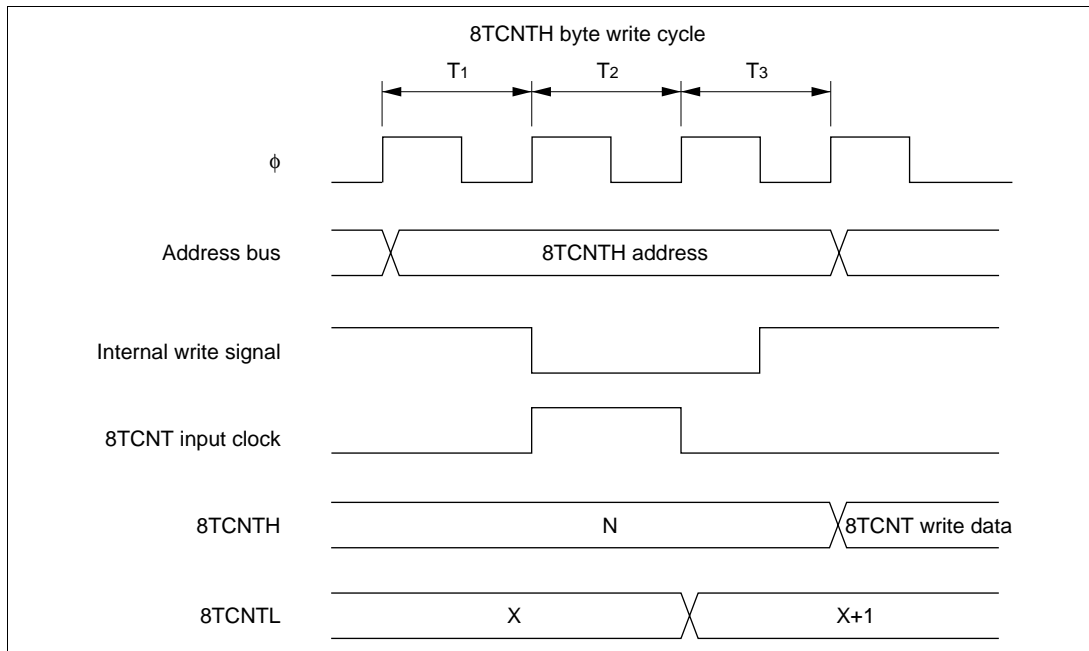 8TCNTH byte write cycle
T1 T2 T3
φ
Address bus 8TCNTH address
Internal write signal
8TCNT input clock
8TCNTH N 8TCNT write data
8TCNTL X X+1